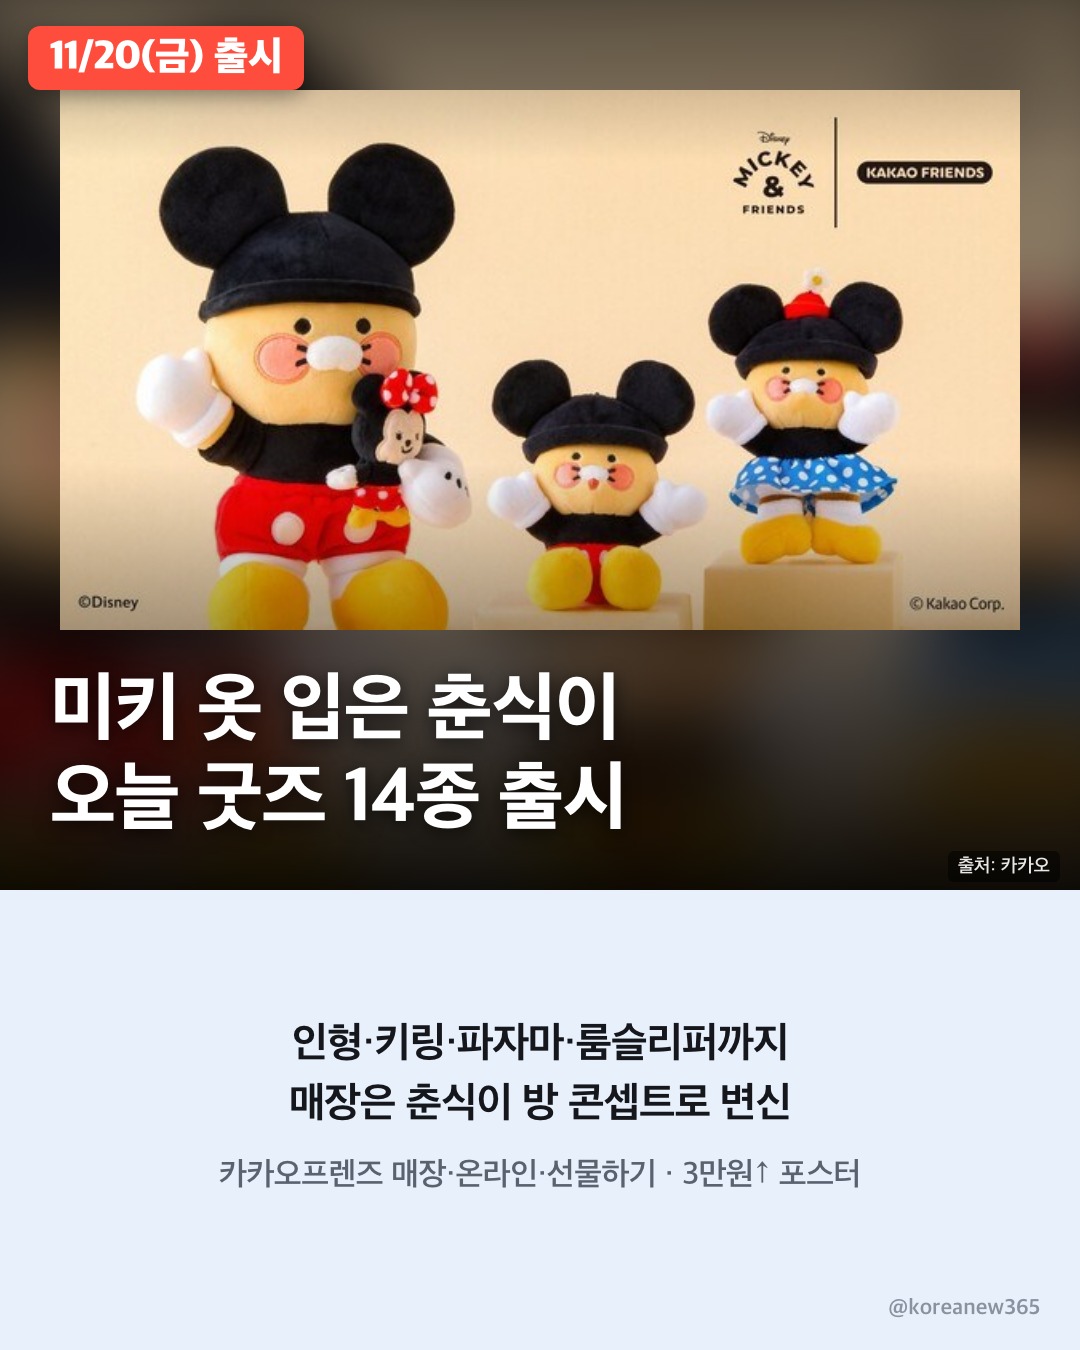 11/20(금) 출시
Disney
MICKEY
&
FRIENDS
KAKAO FRIENDS
©Disney
© Kakao Corp.
미키 옷 입은 춘식이
오늘 굿즈 14종 출시
출처: 카카오
인형·키링·파자마·룸슬리퍼까지
매장은 춘식이 방 콘셉트로 변신
카카오프렌즈 매장·온라인·선물하기 · 3만원↑ 포스터
@koreanew365